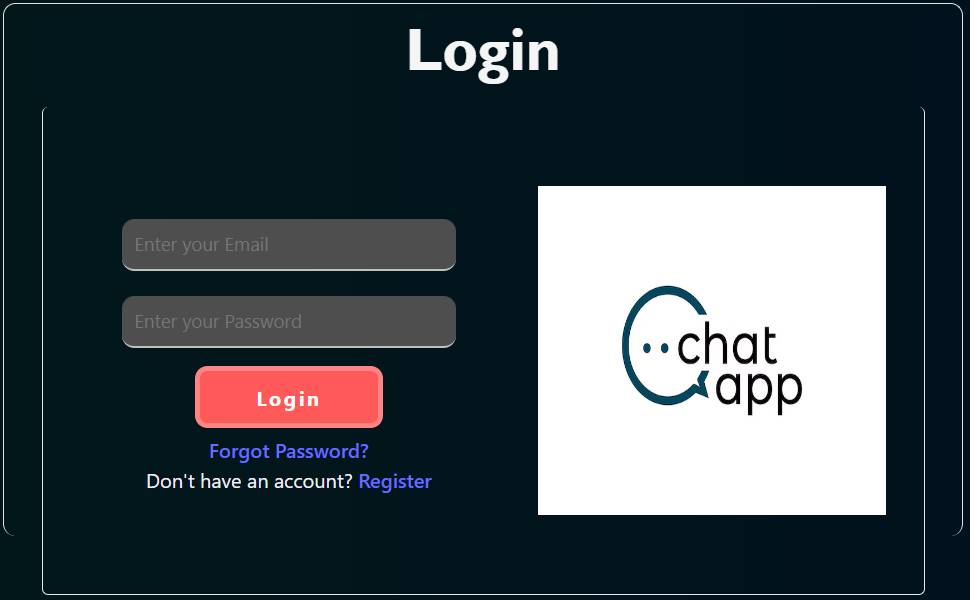 Login
Enter your Email
Enter your Password
Login
Forgot Password?
Don't have an account? Register
chat
app